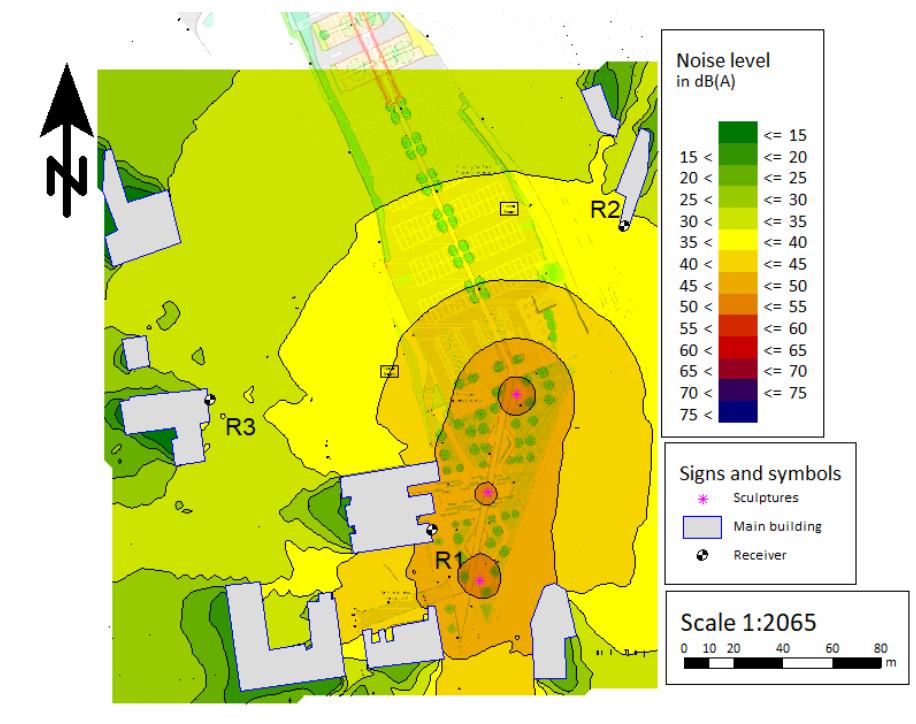 N
R2
R3
R1
Noise level
in dB(A)
<= 15
15 < <= 20
20 < <= 25
25 < <= 30
30 < <= 35
35 < <= 40
40 < <= 45
45 < <= 50
50 < <= 55
55 < <= 60
60 < <= 65
65 < <= 70
70 < <= 75
75 <
Signs and symbols
Sculptures
Main building
Receiver
Scale 1:2065
0 10 20 40 60 80
m